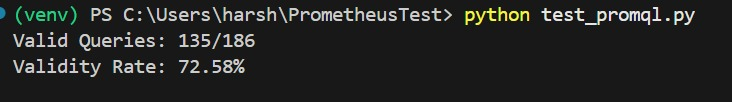 (venv) PS C:\Users\harsh\PrometheusTest> python test_promql.py
Valid Queries: 135/186
Validity Rate: 72.58%